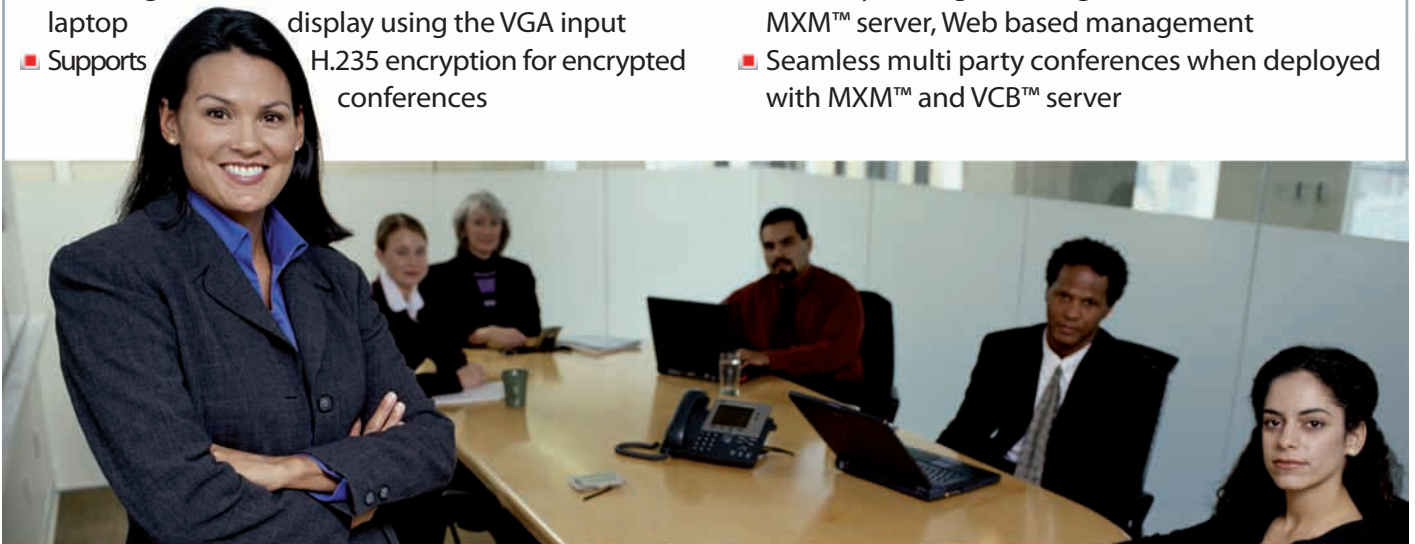 laptop display using the VGA input
Supports H.235 encryption for encrypted
conferences
MXM™ server, Web based management
Seamless multi party conferences when deployed
with MXM™ and VCB™ server